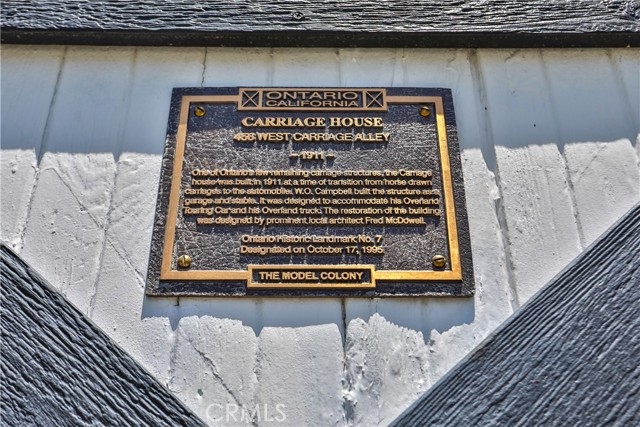 ONTARIO
CALIFORNIA
CARRIAGE HOUSE
458 WEST CARRIAGE ALLEY
—1911—
One of Ontario's few remaining carriage structures, the Carriage
house was built in 1911 at a time of transition from horse drawn
carriages to the automobile. W.O. Campbell built the structure as a
garage and stable. It was designed to accommodate his Overland
Touring Car and his Overland truck. The restoration of the building
was designed by prominent local architect Fred McDowell.
Ontario Historic Landmark No. 7
Designated on October 17, 1995
THE MODEL COLONY
CRMLS